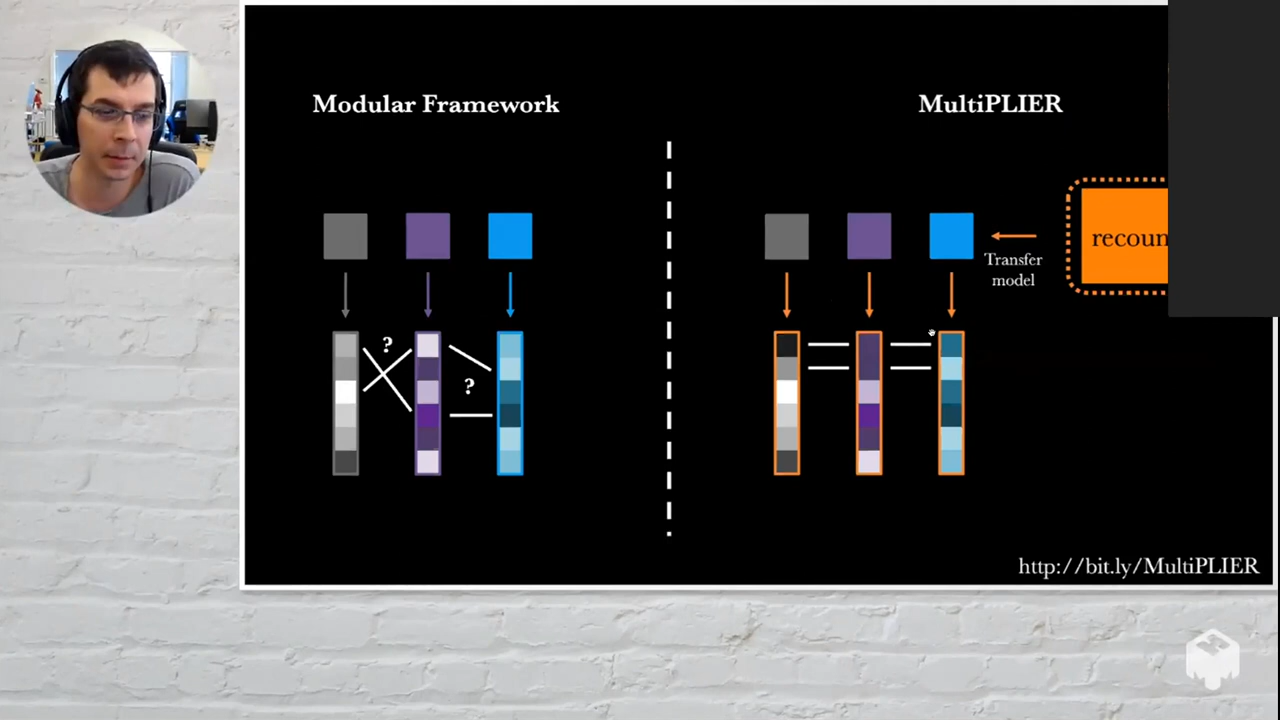 Modular Framework
MultiPLIER
recoun
Transfer
model
?
?
http://bit.ly/MultiPLIER